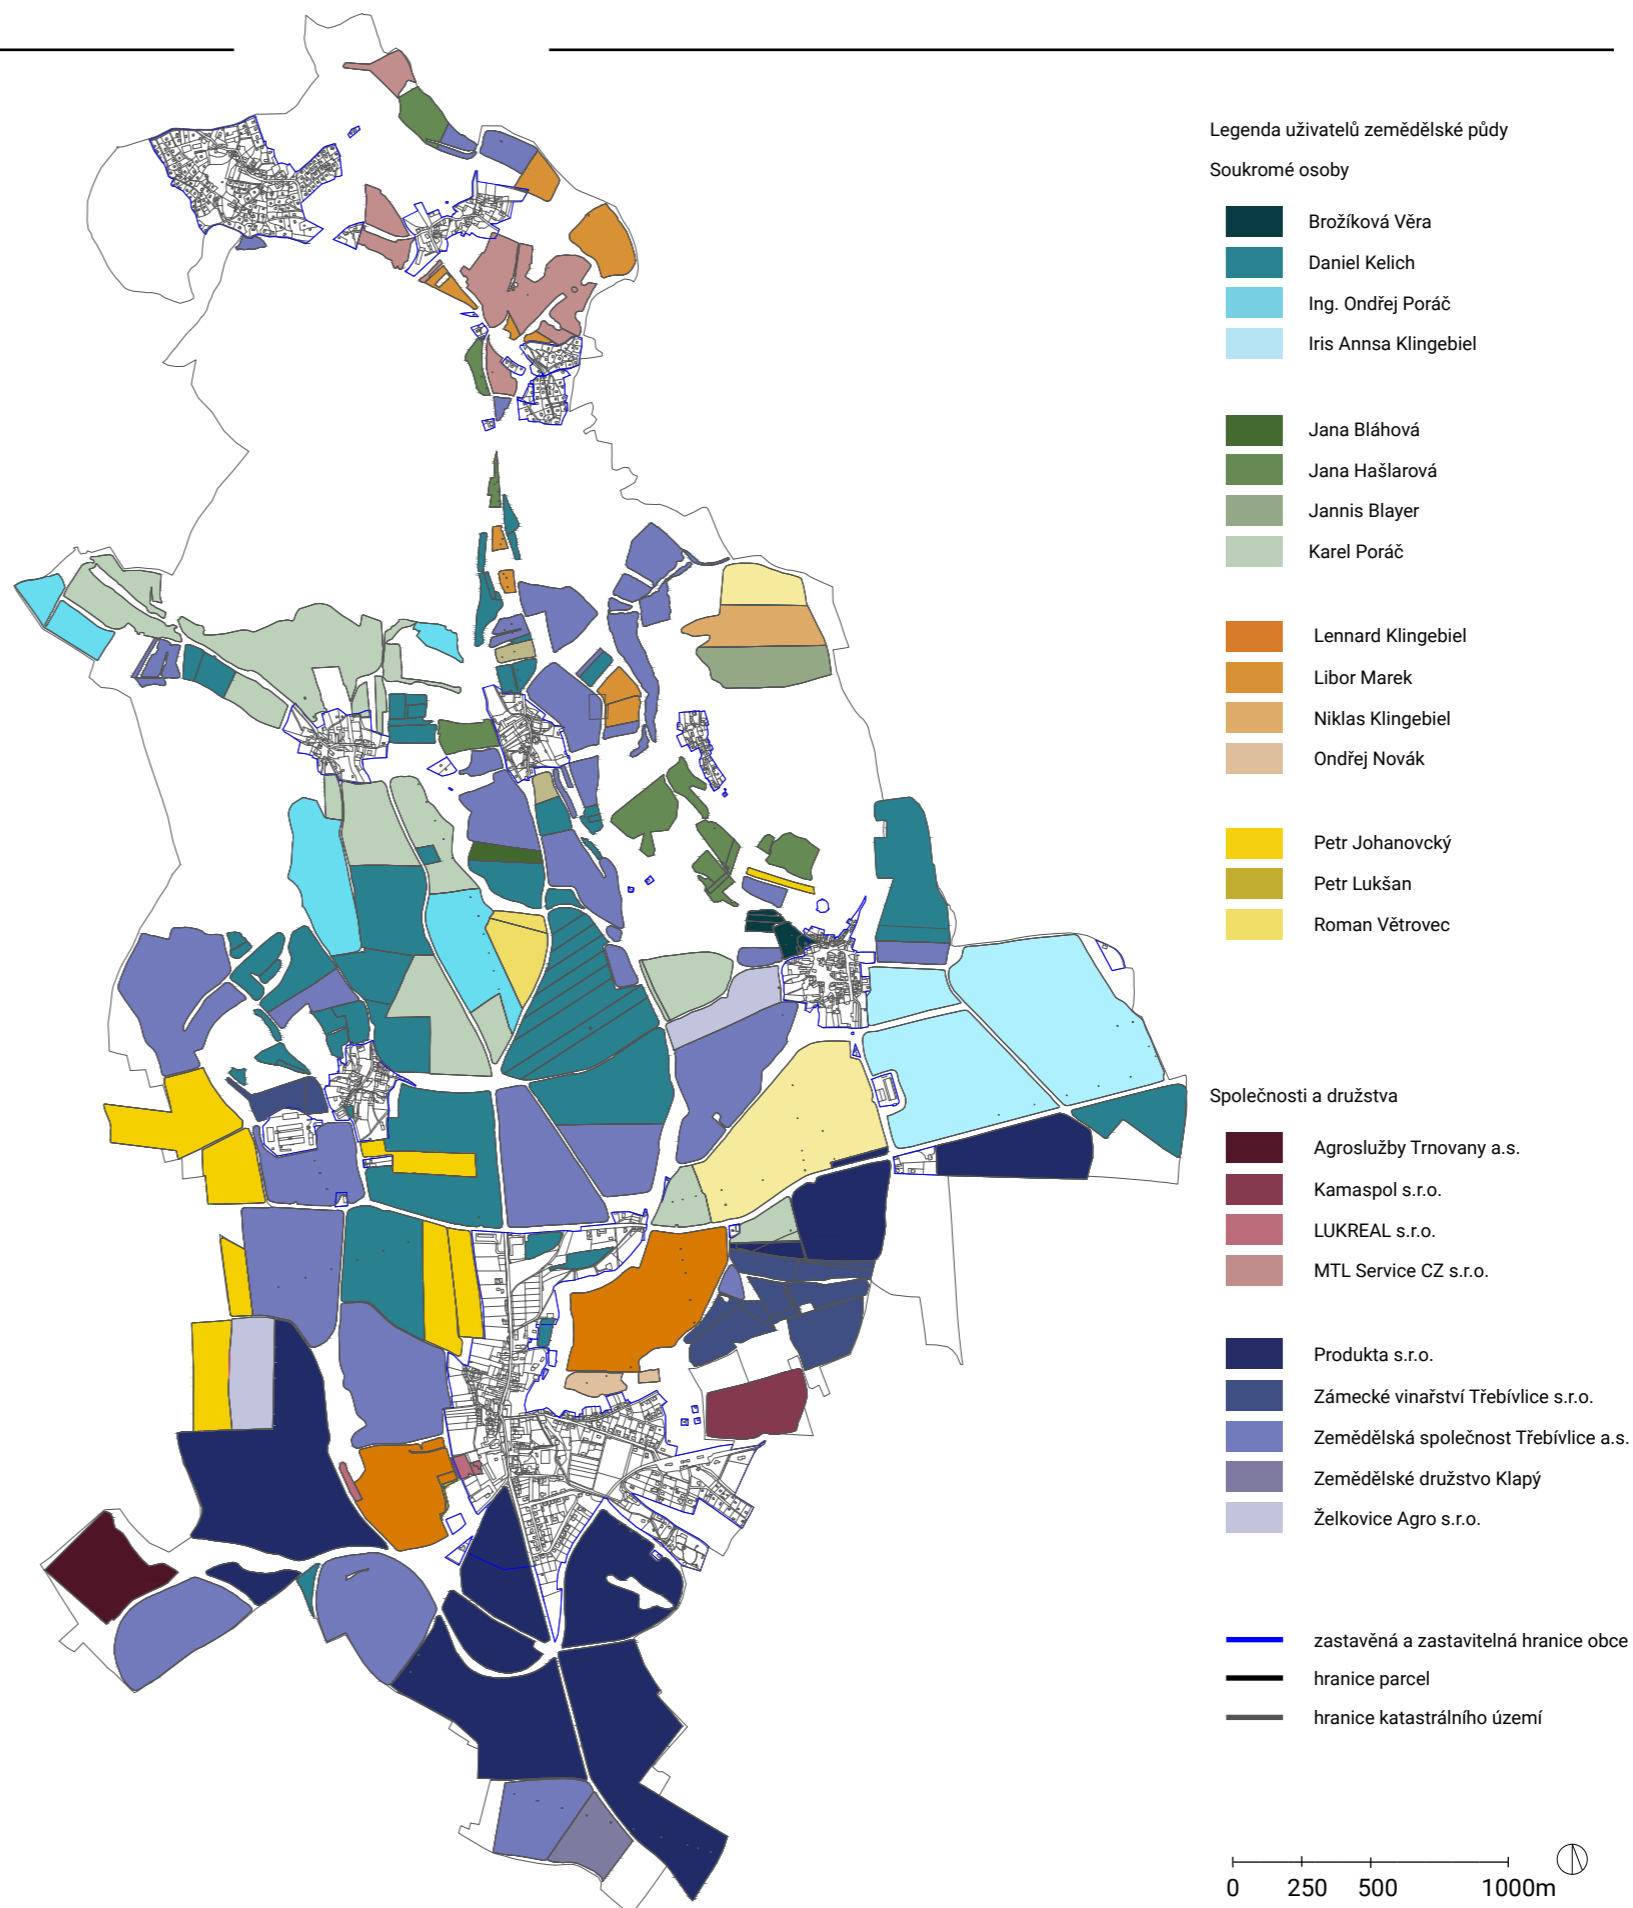 Legenda uživatelů zemědělské půdy
Soukromé osoby
Brožíková Věra
Daniel Kelich
Ing. Ondřej Poráč
Iris Annsa Klingebiel
Jana Bláhová
Jana Hašlarová
Jannis Blayer
Karel Poráč
Lennard Klingebiel
Libor Marek
Niklas Klingebiel
Ondřej Novák
Petr Johanovcký
Petr Lukšan
Roman Větrovec
Společnosti a družstva
Agroslužby Trnovany a.s.
Kamaspol s.r.o.
LUKREAL s.r.o.
MTL Service CZ s.r.o.
Produkta s.r.o.
Zámecké vinařství Třebívlice s.r.o.
Zemědělská společnost Třebívlice a.s.
Zemědělské družstvo Klapý
Želkovice Agro s.r.o.
zastavěná a zastavitelná hranice obce
hranice parcel
hranice katastrálního území
0 250 500 1000m